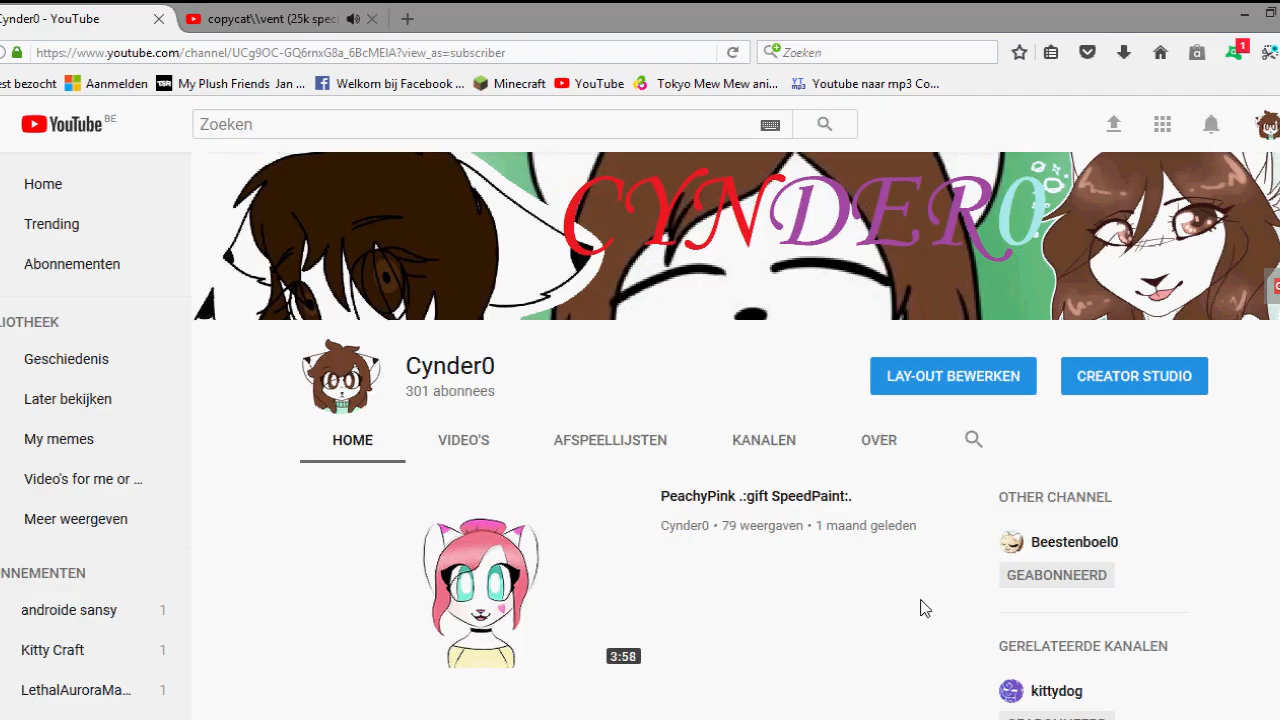 Cynder0 - YouTube
copycat\\vent (25k speci
https://www.youtube.com/channel/UCg9OC-GQ6rnxG8a_6BcMEIA?view_as=subscriber
Zoeken
1
est bezocht
Aanmelden
My Plush Friends Jan ...
Welkom bij Facebook ...
Minecraft
YouTube
Tokyo Mew Mew ani...
Youtube naar mp3 Co...
YouTube BE
Zoeken
CYNDER0
Home
Trending
Abonnementen
LIOTHEEK
Geschiedenis
Later bekijken
My memes
Video's for me or ...
Meer weergeven
NNEMENTEN
androide sansy 1
Kitty Craft 1
LethalAuroraMa... 1
Cynder0
301 abonnees
LAY-OUT BEWERKEN
CREATOR STUDIO
HOME
VIDEO'S
AFSPEELLIJSTEN
KANALEN
OVER
3:58
PeachyPink .:gift SpeedPaint:.
Cynder0 • 79 weergaven • 1 maand geleden
OTHER CHANNEL
Beestenboel0
GEABONNEERD
GERELATEERDE KANALEN
kittydog